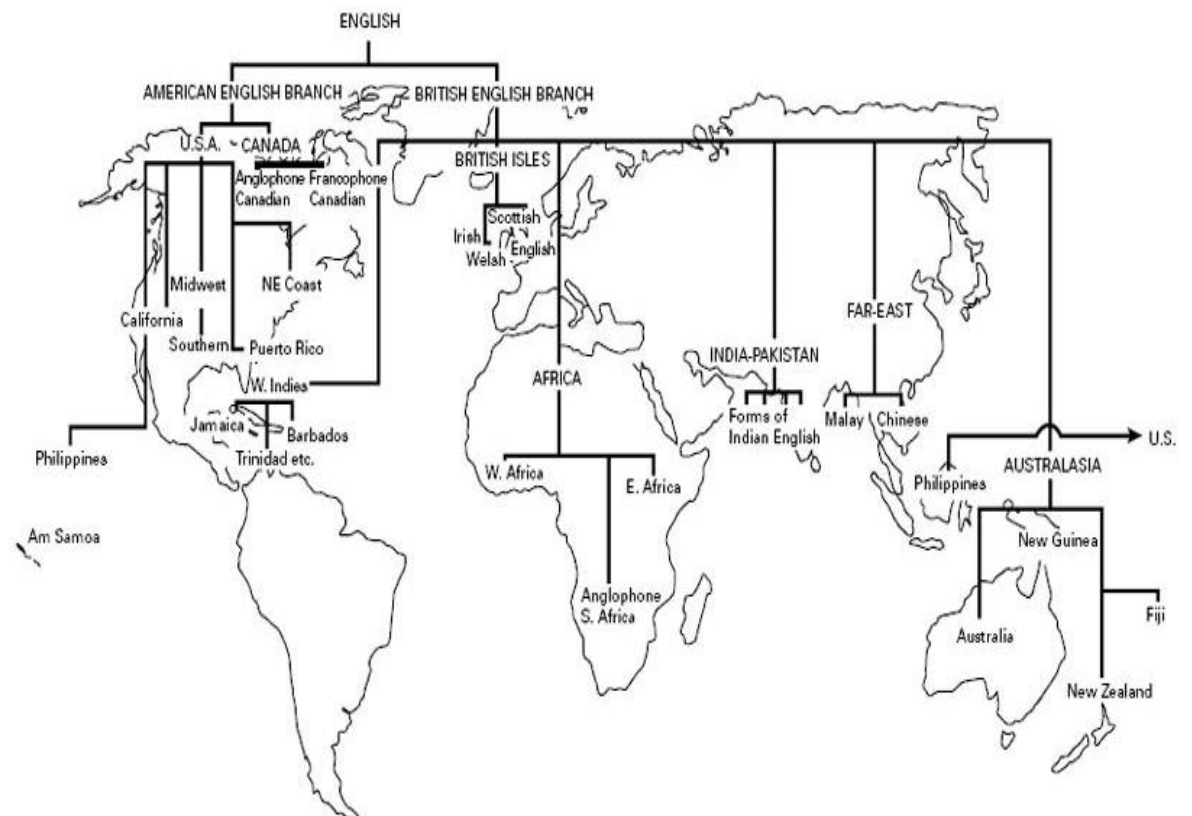 ENGLISH
AMERICAN ENGLISH BRANCH
BRITISH ENGLISH BRANCH
U.S.A.
CANADA
BRITISH ISLES
Anglophone
Canadian
Francophone
Canadian
Scottish
Irish
Welsh
English
Midwest
NE Coast
California
Southern
Puerto Rico
W. Indies
Jamaica
Barbados
Trinidad etc.
Philippines
Am Samoa
AFRICA
W. Africa
E. Africa
Anglophone
S. Africa
INDIA-PAKISTAN
Forms of
Indian English
FAR-EAST
Malay
Chinese
U.S.
Philippines
AUSTRALASIA
New Guinea
Australia
Fiji
New Zealand